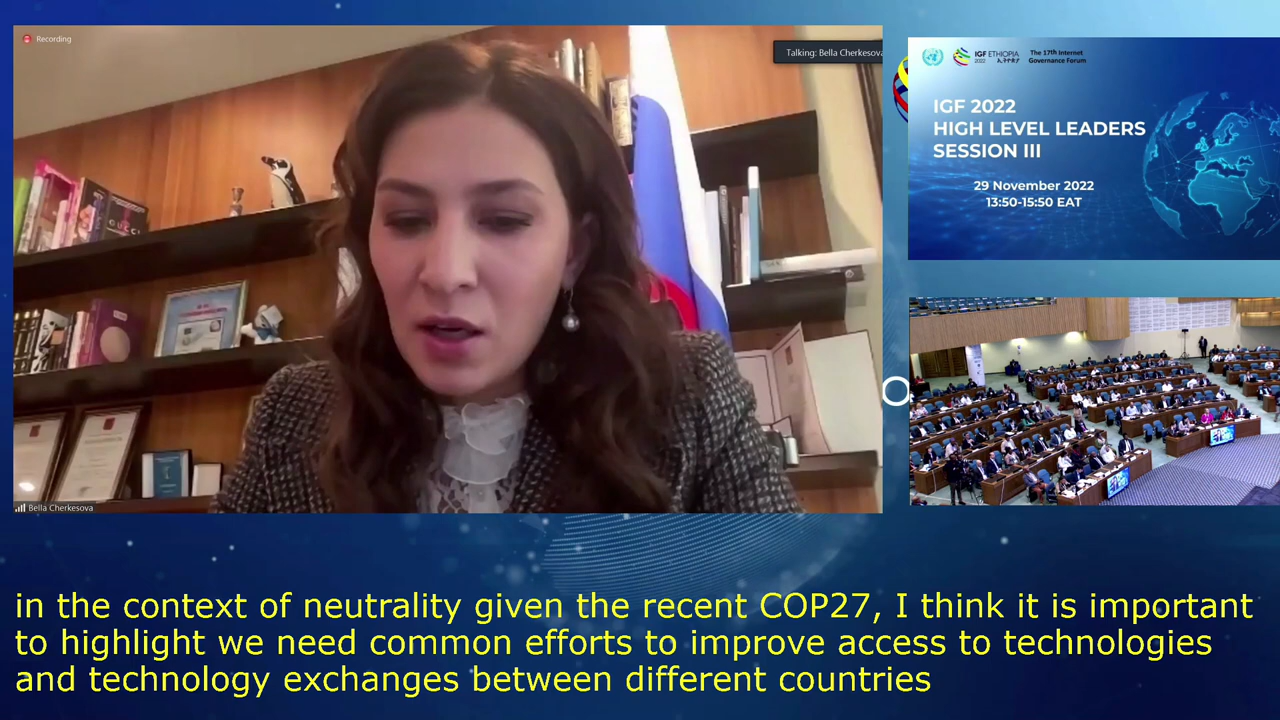 Recording
Talking: Bella Cherkesova
GUCCI
Bella Cherkesova
IGF ETHIOPIA
2022 ኢትዮጵያ
The 17th Internet
Governance Forum
IGF 2022
HIGH LEVEL LEADERS
SESSION III
29 November 2022
13:50-15:50 EAT
in the context of neutrality given the recent COP27, I think it is important
to highlight we need common efforts to improve access to technologies
and technology exchanges between different countries